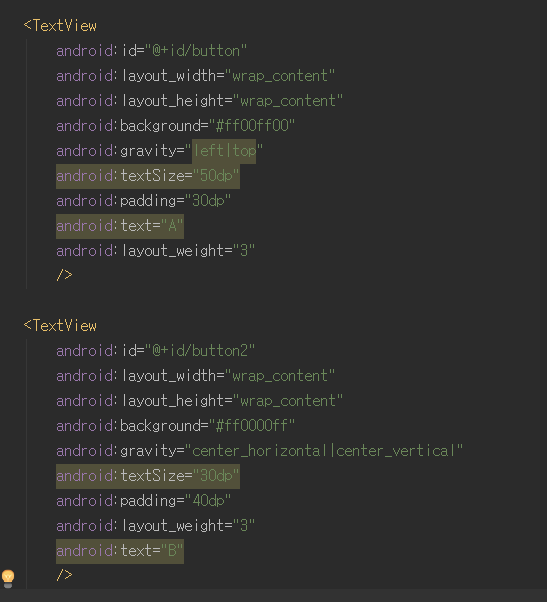 <TextView
android:id="@+id/button"
android:layout_width="wrap_content"
android:layout_height="wrap_content"
android:background="#ff00ff00"
android:gravity="left|top"
android:textSize="50dp"
android:padding="30dp"
android:text="A"
android:layout_weight="3"
/>
<TextView
android:id="@+id/button2"
android:layout_width="wrap_content"
android:layout_height="wrap_content"
android:background="#ff0000ff"
android:gravity="center_horizontal|center_vertical"
android:textSize="30dp"
android:padding="40dp"
android:layout_weight="3"
android:text="B"
/>